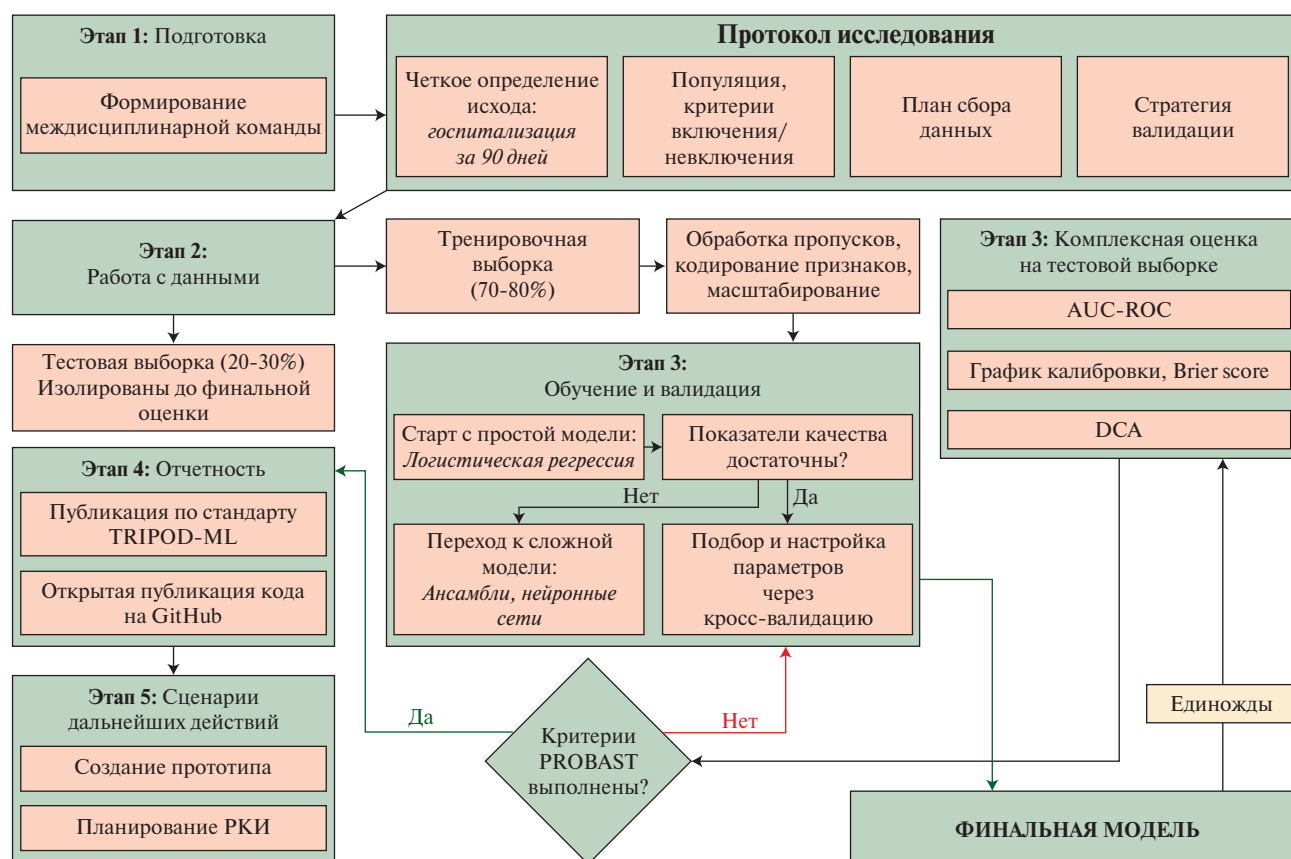 Этап 1: Подготовка
Формирование
междисциплинарной команды
Протокол исследования
Четкое определение
исхода:
госпитализация
за 90 дней
Популяция,
критерии
включения/
невключения
План сбора
данных
Стратегия
валидации
Этап 2:
Работа с данными
Тренировочная
выборка
(70-80%)
Обработка пропусков,
кодирование признаков,
масштабирование
Тестовая выборка (20-30%)
Изолированы до финальной
оценки
Этап 3:
Обучение и валидация
Старт с простой модели:
Логистическая регрессия
Показатели качества
достаточны?
Нет
Да
Переход к сложной
модели:
Ансамбли, нейронные
сети
Подбор и настройка
параметров
через
кросс-валидацию
Этап 3: Комплексная оценка
на тестовой выборке
AUC-ROC
График калибровки, Brier score
DCA
Этап 4: Отчетность
Публикация по стандарту
TRIPOD-ML
Открытая публикация кода
на GitHub
Этап 5: Сценарии
дальнейших действий
Создание прототипа
Планирование РКИ
Да
Критерии
PROBAST
выполнены?
Нет
Единожды
ФИНАЛЬНАЯ МОДЕЛЬ